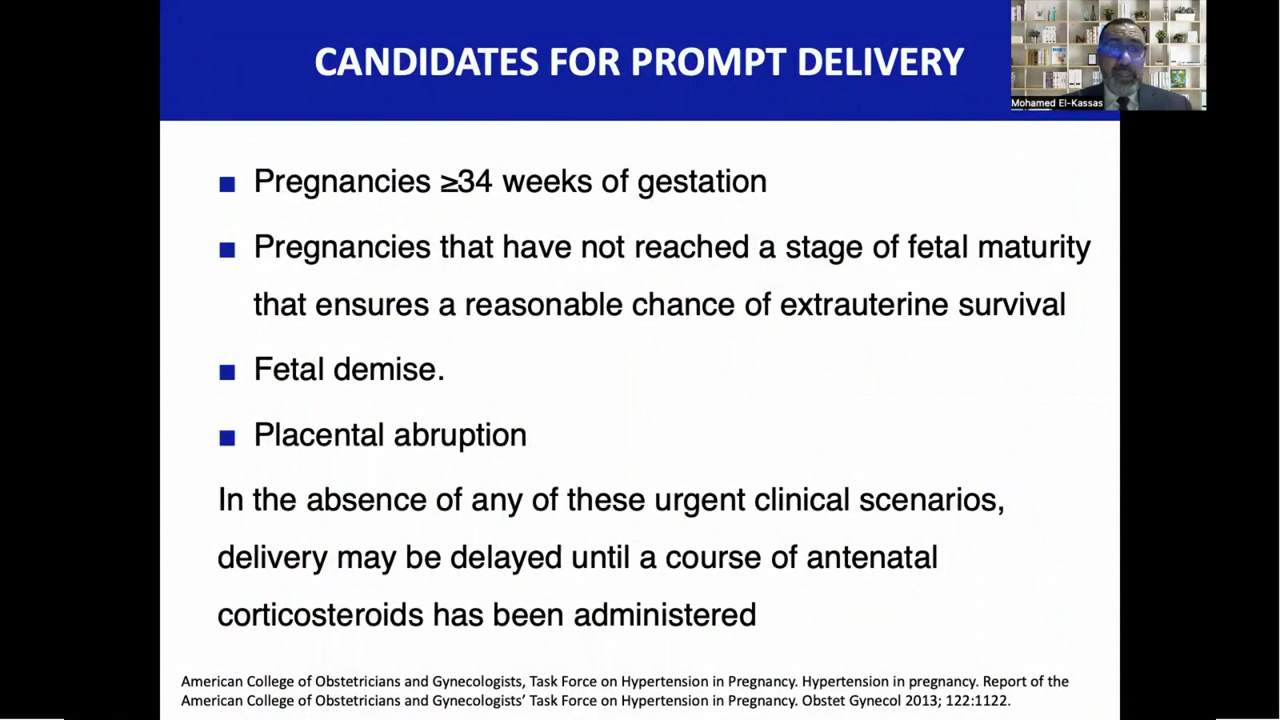 CANDIDATES FOR PROMPT DELIVERY
Mohamed El-Kassas
■ Pregnancies ≥34 weeks of gestation
■ Pregnancies that have not reached a stage of fetal maturity
that ensures a reasonable chance of extrauterine survival
■ Fetal demise.
■ Placental abruption
In the absence of any of these urgent clinical scenarios,
delivery may be delayed until a course of antenatal
corticosteroids has been administered
American College of Obstetricians and Gynecologists, Task Force on Hypertension in Pregnancy. Hypertension in pregnancy. Report of the
American College of Obstetricians and Gynecologists’ Task Force on Hypertension in Pregnancy. Obstet Gynecol 2013; 122:1122.